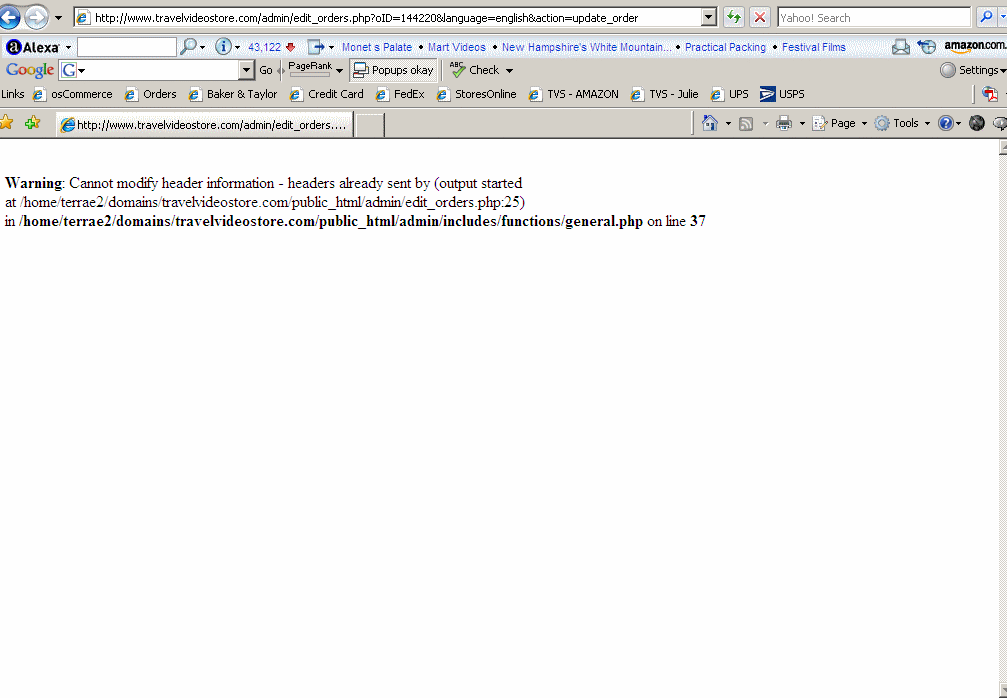 http://www.travelvideostore.com/admin/edit_orders.php?oID=144220&language=english&action=update_order Yahoo! Search
a Alexa 43,122 Monet s Palate • Mart Videos • New Hampshire's White Mountain... • Practical Packing • Festival Films amazon.com.
Google G Go PageRank Popups okay ABC Check Settings
Links osCommerce Orders Baker & Taylor Credit Card FedEx StoresOnline TVS - AMAZON TVS - Julie UPS USPS
http://www.travelvideostore.com/admin/edit_orders.... Page Tools
Warning: Cannot modify header information - headers already sent by (output started
at /home/terrae2/domains/travelvideostore.com/public_html/admin/edit_orders.php:25)
in /home/terrae2/domains/travelvideostore.com/public_html/admin/includes/functions/general.php on line 37